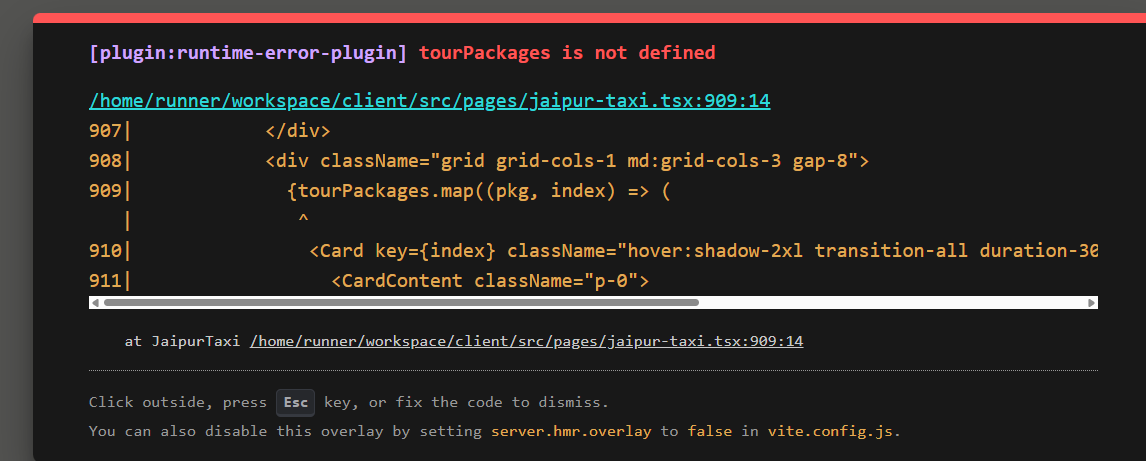 [plugin:runtime-error-plugin] tourPackages is not defined
/home/runner/workspace/client/src/pages/jaipur-taxi.tsx:909:14
907|            </div>
908|            <div className="grid grid-cols-1 md:grid-cols-3 gap-8">
909|              {tourPackages.map((pkg, index) => (
   |               ^
910|                <Card key={index} className="hover:shadow-2xl transition-all duration-30
911|                  <CardContent className="p-0">
at JaipurTaxi /home/runner/workspace/client/src/pages/jaipur-taxi.tsx:909:14
Click outside, press Esc key, or fix the code to dismiss.
You can also disable this overlay by setting server.hmr.overlay to false in vite.config.js.